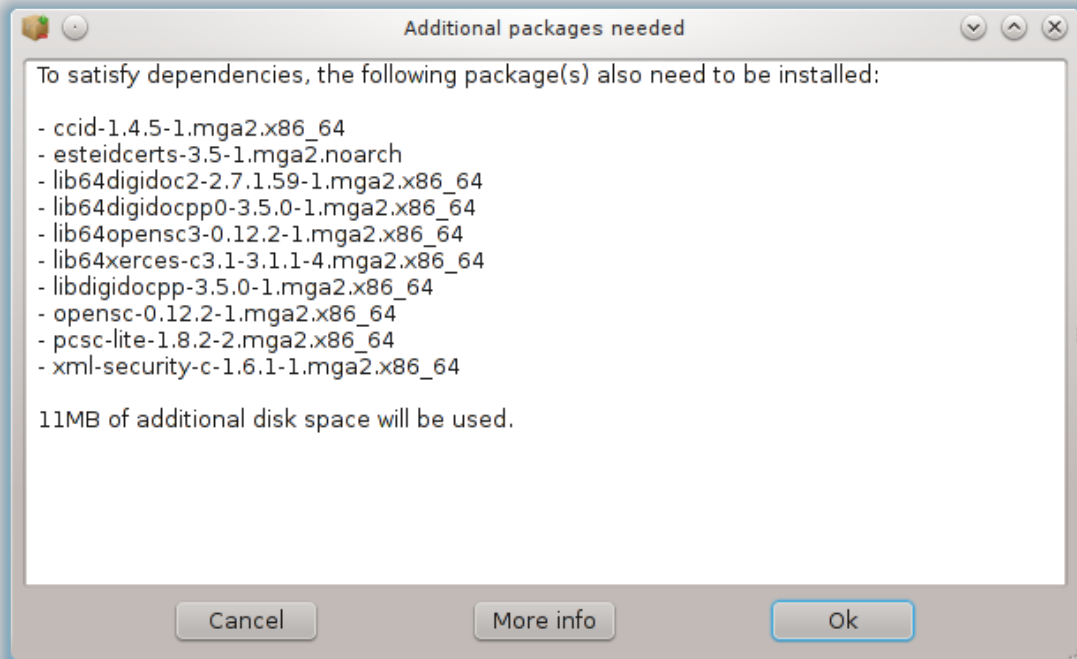 Additional packages needed
To satisfy dependencies, the following package(s) also need to be installed:
- ccid-1.4.5-1.mga2.x86_64
- esteidcerts-3.5-1.mga2.noarch
- lib64digidoc2-2.7.1.59-1.mga2.x86_64
- lib64digidocpp0-3.5.0-1.mga2.x86_64
- lib64opensc3-0.12.2-1.mga2.x86_64
- lib64xerces-c3.1-3.1.1-4.mga2.x86_64
- libdigidocpp-3.5.0-1.mga2.x86_64
- opensc-0.12.2-1.mga2.x86_64
- pcsc-lite-1.8.2-2.mga2.x86_64
- xml-security-c-1.6.1-1.mga2.x86_64
11MB of additional disk space will be used.
Cancel More info Ok